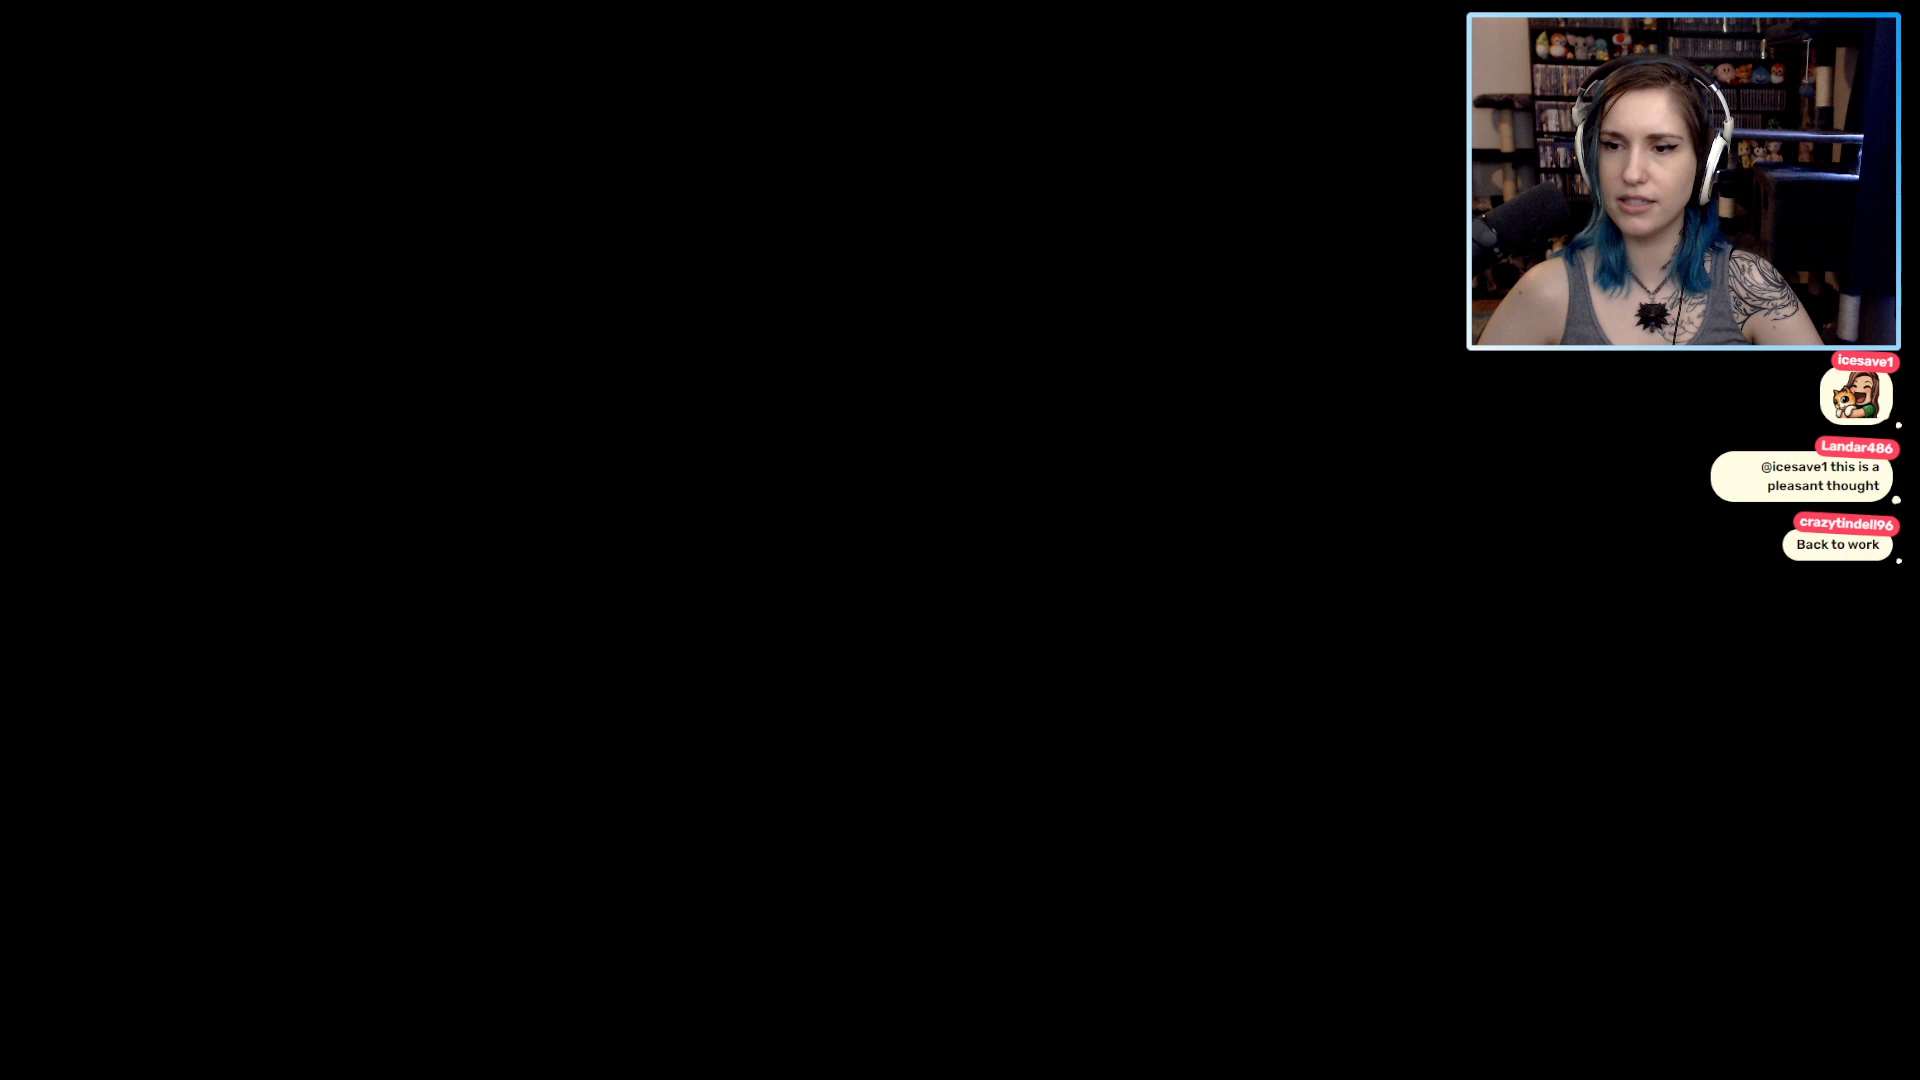 icesave1
Landar486
@icesave1 this is a
pleasant thought
crazytindell96
Back to work